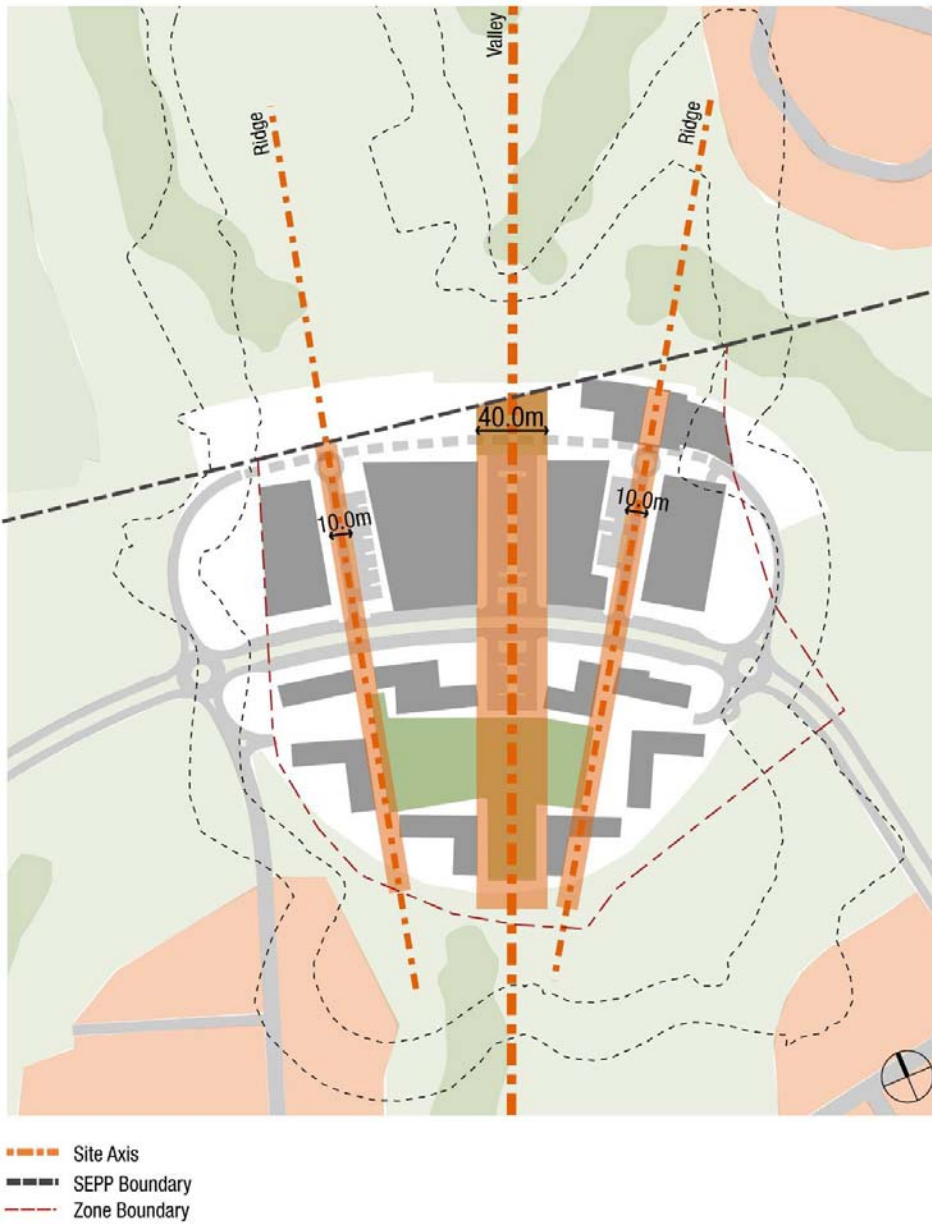 Valley
Ridge
Ridge
40.0m
10.0m
10.0m
Site Axis
SEPP Boundary
Zone Boundary